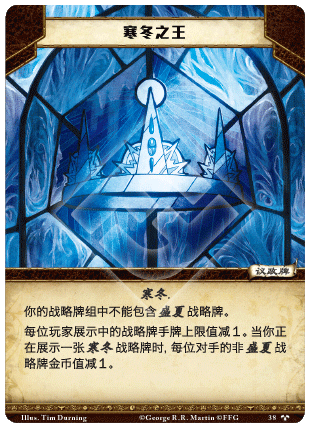 寒冬之王
议政牌
寒冬.
你的战略牌组中不能包含盛夏战略牌。
每位玩家展示中的战略牌手牌上限值减1。当你正
在展示一张寒冬战略牌时, 每位对手的非盛夏战
略牌金币值减1。
Illus. Tim Durning ©George R.R. Martin ©FFG 38